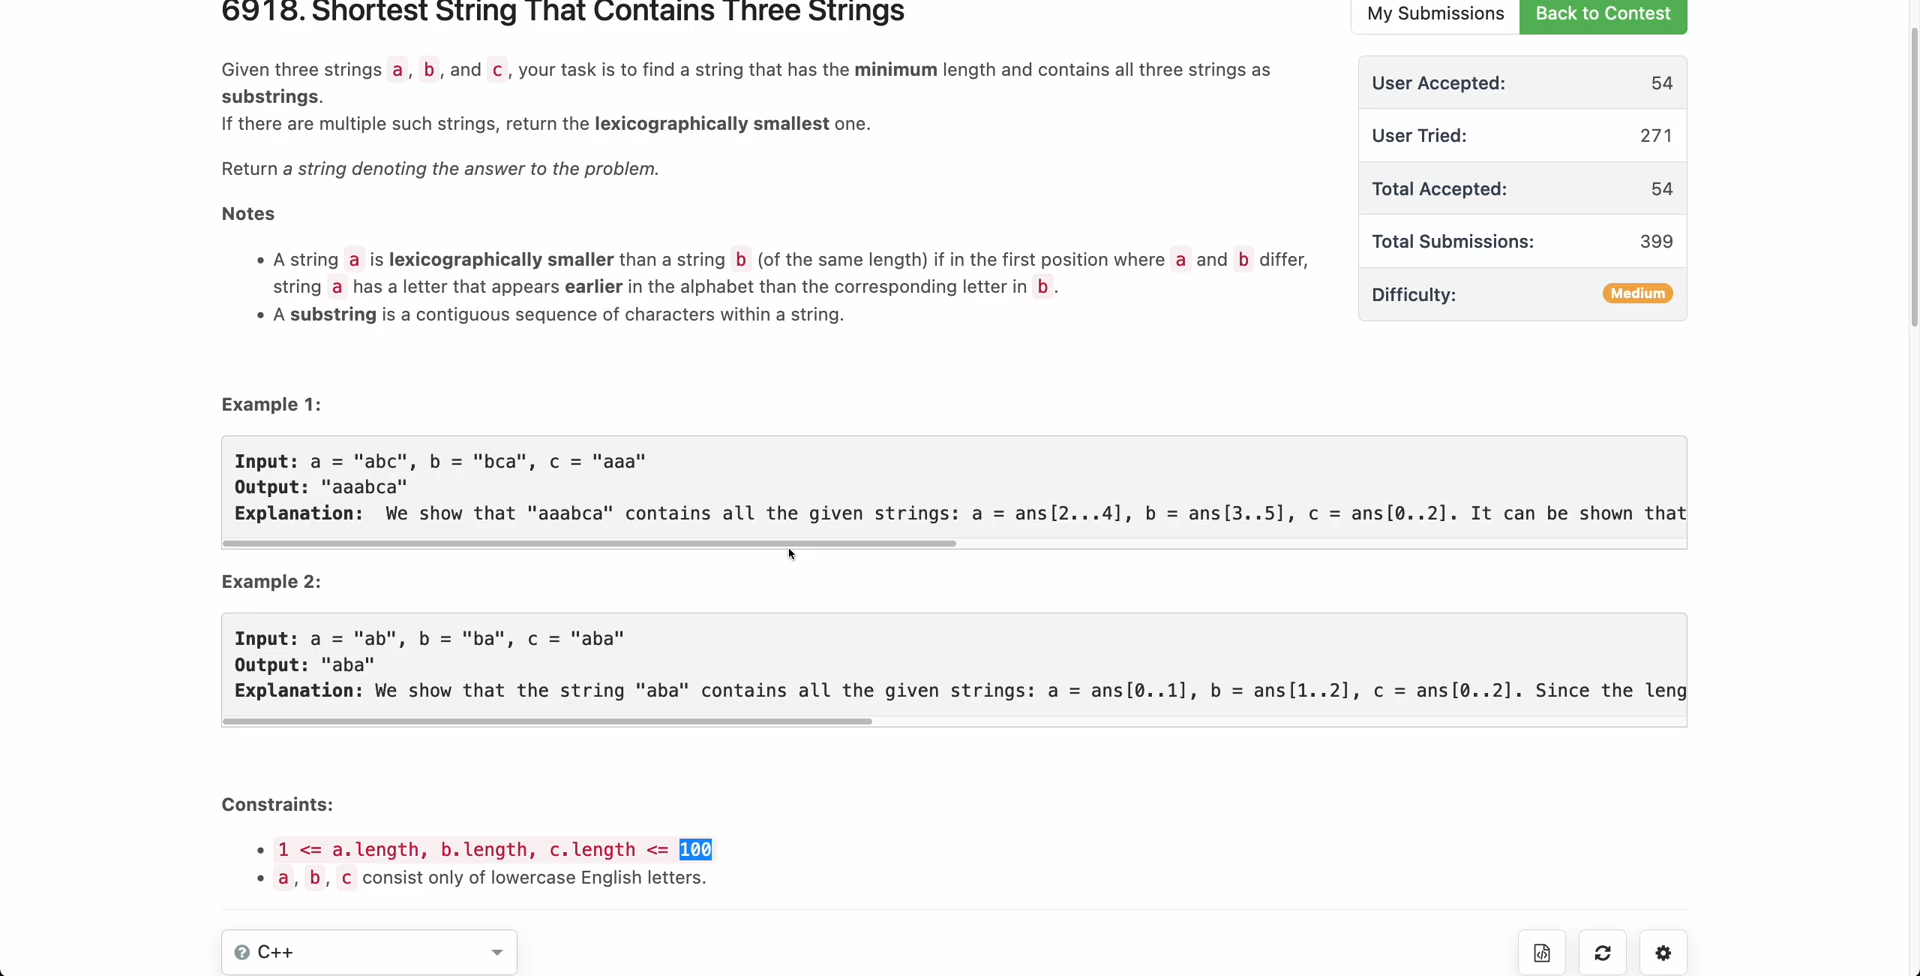 6918. Shortest String That Contains Three Strings
My Submissions
Back to Contest
Given three strings a, b, and c, your task is to find a string that has the minimum length and contains all three strings as
substrings.
If there are multiple such strings, return the lexicographically smallest one.
Return a string denoting the answer to the problem.
Notes
• A string a is lexicographically smaller than a string b (of the same length) if in the first position where a and b differ,
string a has a letter that appears earlier in the alphabet than the corresponding letter in b.
• A substring is a contiguous sequence of characters within a string.
User Accepted: 54
User Tried: 271
Total Accepted: 54
Total Submissions: 399
Difficulty: Medium
Example 1:
Input: a = "abc", b = "bca", c = "aaa"
Output: "aaabca"
Explanation:  We show that "aaabca" contains all the given strings: a = ans[2...4], b = ans[3..5], c = ans[0..2]. It can be shown that
Example 2:
Input: a = "ab", b = "ba", c = "aba"
Output: "aba"
Explanation: We show that the string "aba" contains all the given strings: a = ans[0..1], b = ans[1..2], c = ans[0..2]. Since the leng
Constraints:
• 1 <= a.length, b.length, c.length <= 100
• a, b, c consist only of lowercase English letters.
C++